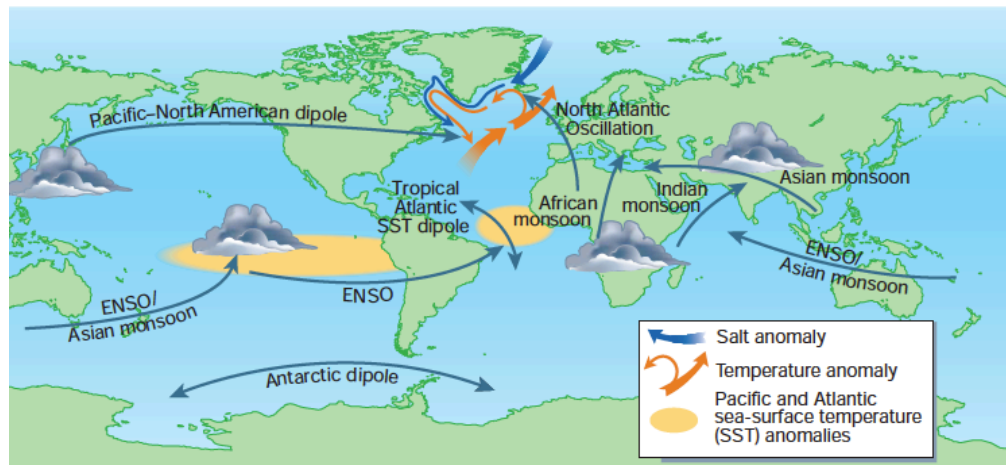 Pacific–North American dipole
North Atlantic
Oscillation
Asian monsoon
Tropical
Atlantic
SST dipole
African
monsoon
Indian
monsoon
ENSO/
Asian monsoon
ENSO
ENSO/
Asian monsoon
Antarctic dipole
Salt anomaly
Temperature anomaly
Pacific and Atlantic
sea-surface temperature
(SST) anomalies